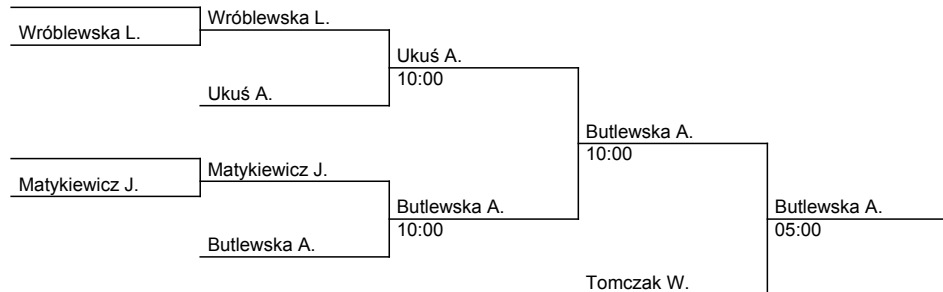 Wróblewska L.
Wróblewska L.
Ukuś A.
10:00
Ukuś A.
Butlewska A.
10:00
Matykiewicz J.
Matykiewicz J.
Butlewska A.
10:00
Butlewska A.
05:00
Butlewska A.
Tomczak W.